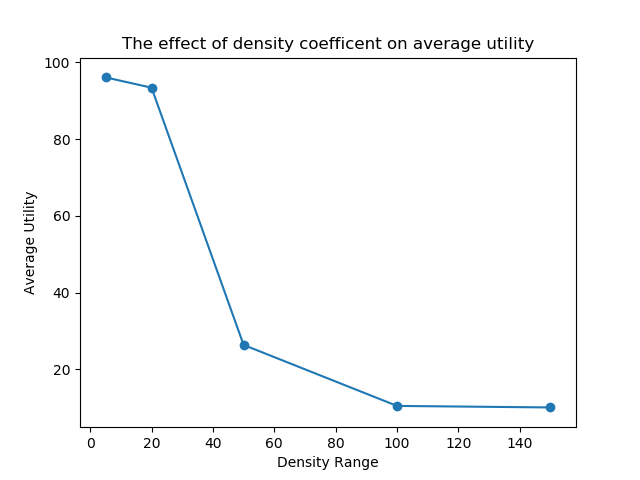 The effect of density coefficent on average utility
100
80
60
40
20
Average Utility
0 20 40 60 80 100 120 140
Density Range